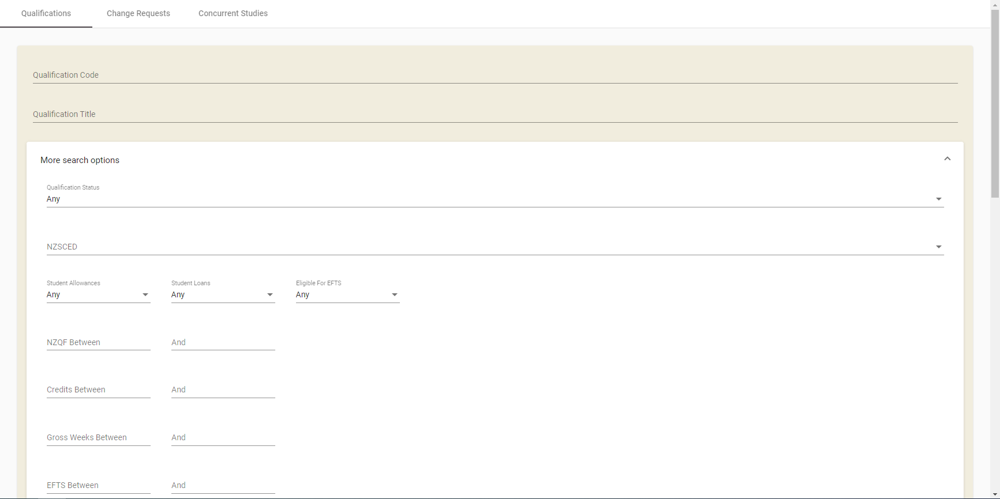 Qualifications Change Requests Concurrent Studies
Qualification Code
Qualification Title
More search options
Qualification Status
Any
NZSCED
Student Allowances Student Loans Eligible For EFTS
Any Any Any
NZQF Between And
Credits Between And
Gross Weeks Between And
EFTS Between And